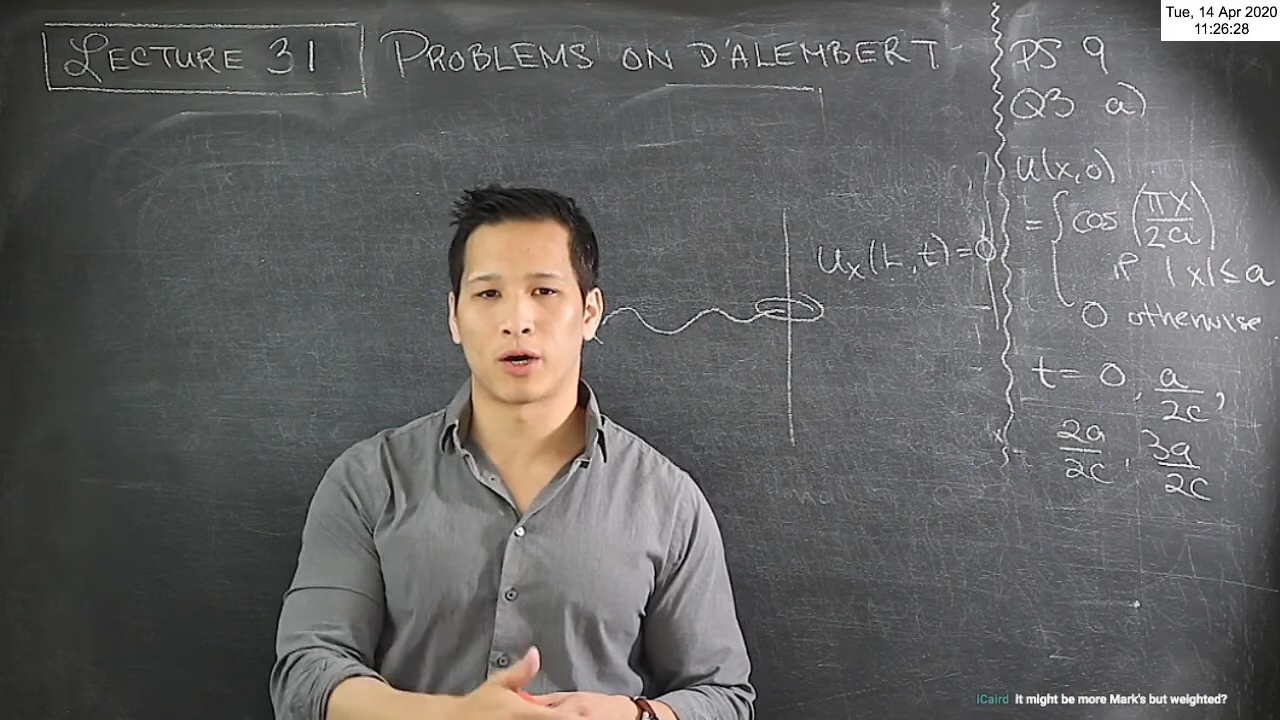 Tue, 14 Apr 2020
11:26:28
LECTURE 31
PROBLEMS ON D'ALEMBERT
PS 9
Q3 a)
u(x,0)
= { cos (πx/2a)
if |x| ≤ a
0 otherwise
t = 0, a/2c,
2a/2c, 3a/2c
u_x(L,t)=0
iCaird it might be more Mark's but weighted?